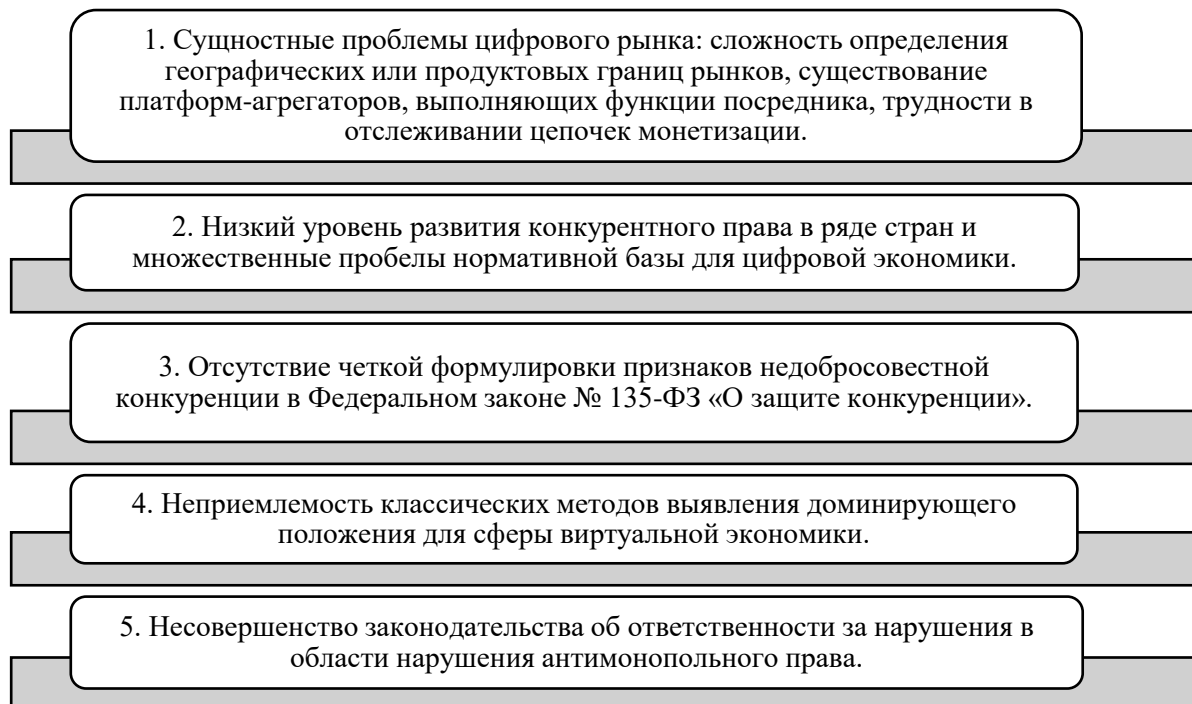 1. Сущностные проблемы цифрового рынка: сложность определения
географических или продуктовых границ рынков, существование
платформ-агрегаторов, выполняющих функции посредника, трудности в
отслеживании цепочек монетизации.
2. Низкий уровень развития конкурентного права в ряде стран и
множественные пробелы нормативной базы для цифровой экономики.
3. Отсутствие четкой формулировки признаков недобросовестной
конкуренции в Федеральном законе № 135-ФЗ «О защите конкуренции».
4. Неприемлемость классических методов выявления доминирующего
положения для сферы виртуальной экономики.
5. Несовершенство законодательства об ответственности за нарушения в
области нарушения антимонопольного права.